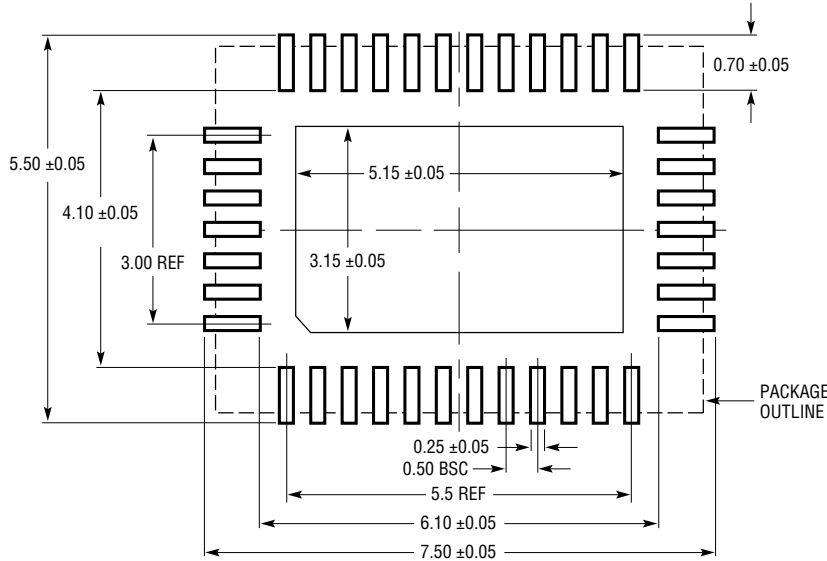 0.70 ±0.05
5.50 ±0.05
5.15 ±0.05
4.10 ±0.05
3.00 REF
3.15 ±0.05
PACKAGE
OUTLINE
0.25 ±0.05
0.50 BSC
5.5 REF
6.10 ±0.05
7.50 ±0.05